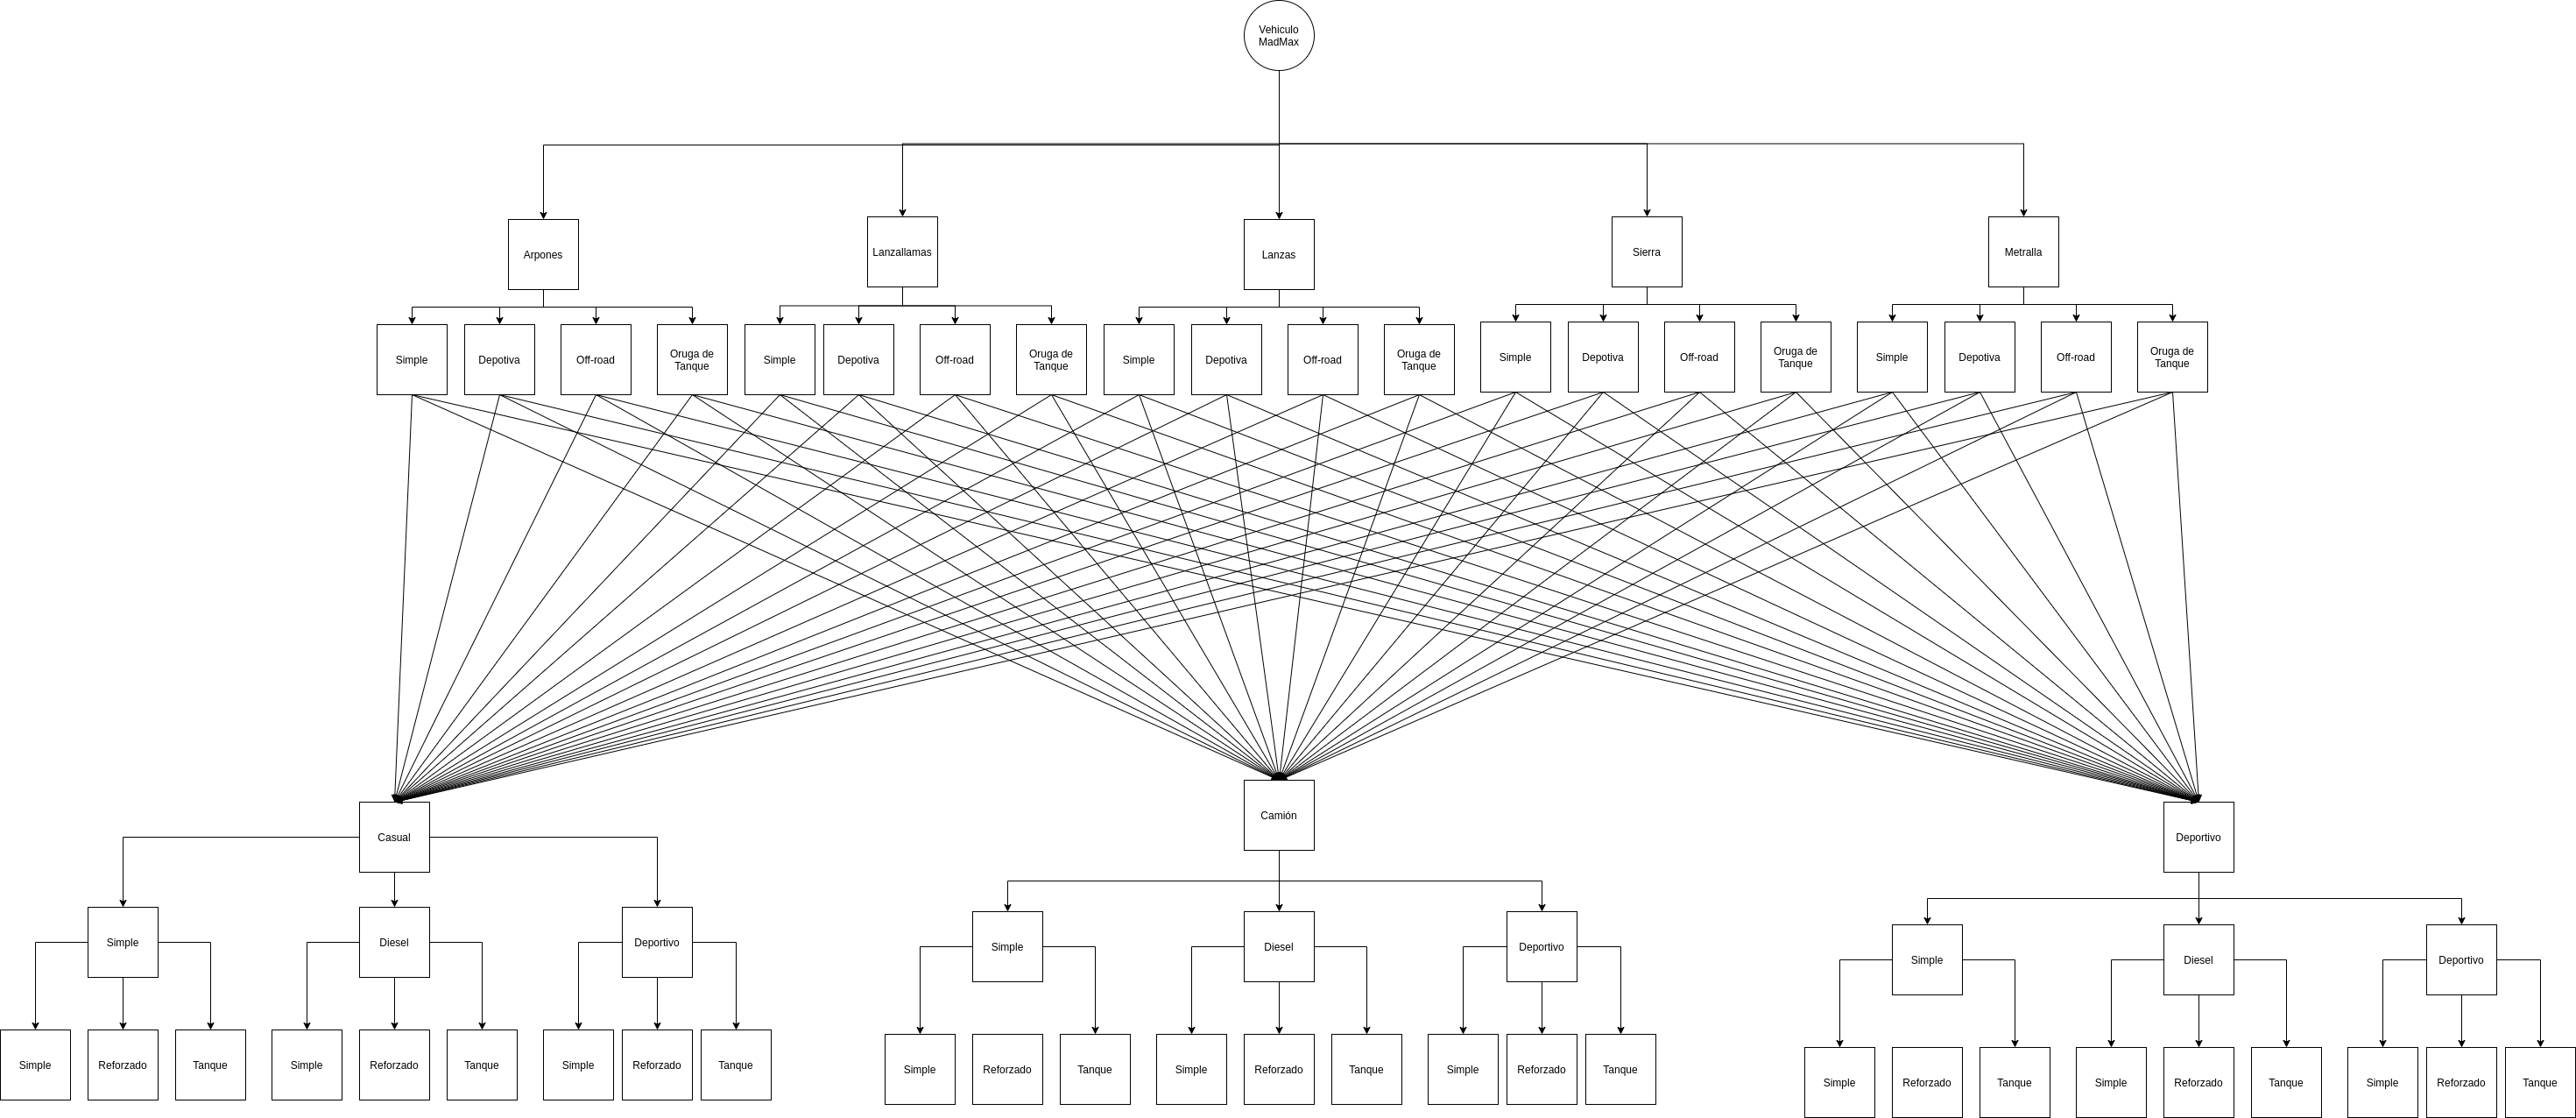 Vehiculo
MadMax
Arpones
Lanzallamas
Lanzas
Sierra
Metralla
Simple
Depotiva
Off-road
Oruga de
Tanque
Simple
Depotiva
Off-road
Oruga de
Tanque
Simple
Depotiva
Off-road
Oruga de
Tanque
Simple
Depotiva
Off-road
Oruga de
Tanque
Simple
Depotiva
Off-road
Oruga de
Tanque
Casual
Camión
Deportivo
Simple
Diesel
Deportivo
Simple
Diesel
Deportivo
Simple
Diesel
Deportivo
Simple
Reforzado
Tanque
Simple
Reforzado
Tanque
Simple
Reforzado
Tanque
Simple
Reforzado
Tanque
Simple
Reforzado
Tanque
Simple
Reforzado
Tanque
Simple
Reforzado
Tanque
Simple
Reforzado
Tanque
Simple
Reforzado
Tanque